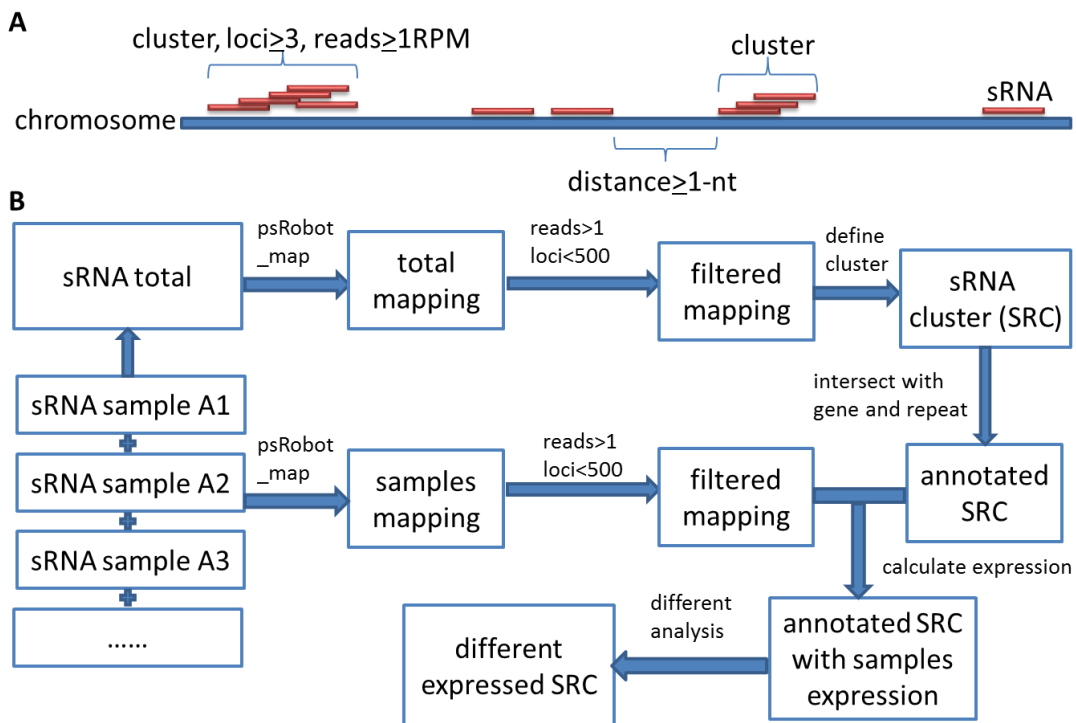 A
cluster, loci≥3, reads≥1RPM
cluster
sRNA
chromosome
distance≥1-nt
B
sRNA total
psRobot
_map
total
mapping
reads>1
loci<500
filtered
mapping
define
cluster
sRNA
cluster (SRC)
intersect with
gene and repeat
sRNA sample A1
sRNA sample A2
sRNA sample A3
......
psRobot
_map
samples
mapping
reads>1
loci<500
filtered
mapping
annotated
SRC
calculate expression
annotated SRC
with samples
expression
different
analysis
different
expressed SRC